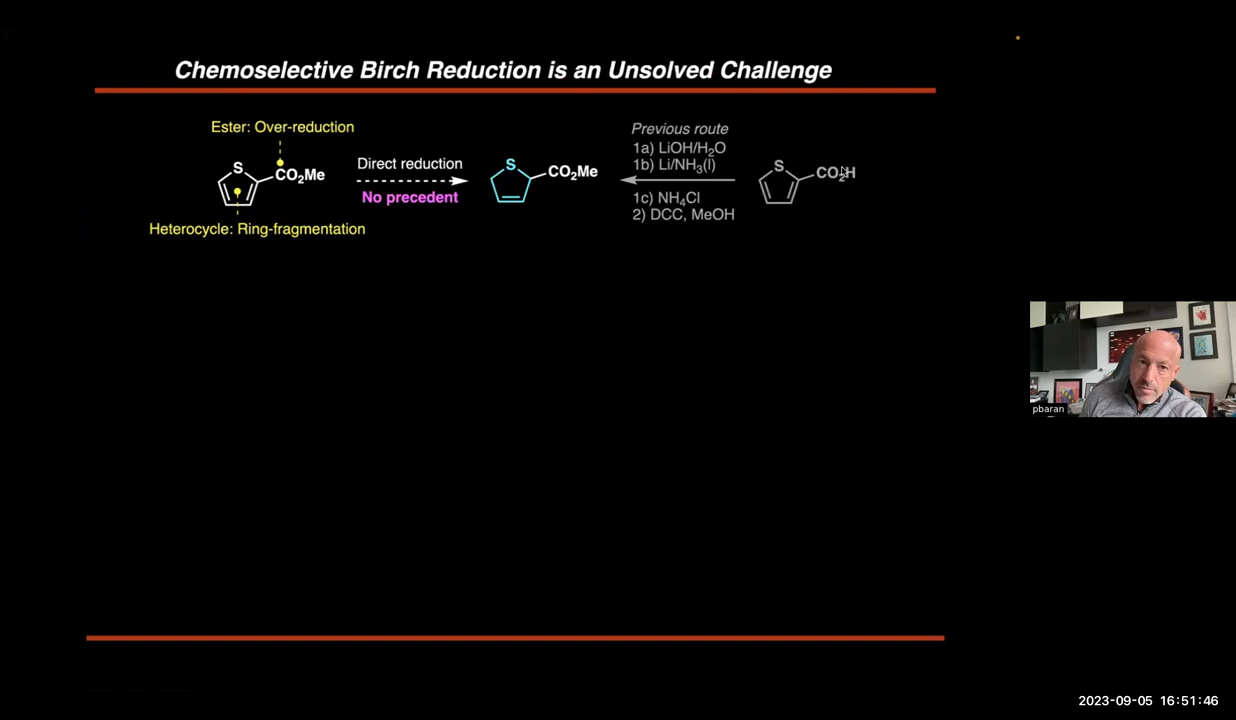 Chemoselective Birch Reduction is an Unsolved Challenge
Ester: Over-reduction
S
CO2Me
Heterocycle: Ring-fragmentation
Direct reduction
No precedent
S
CO2Me
Previous route
1a) LiOH/H2O
1b) Li/NH3(l)
1c) NH4Cl
2) DCC, MeOH
S
CO2H
pbaran
2023-09-05 16:51:46